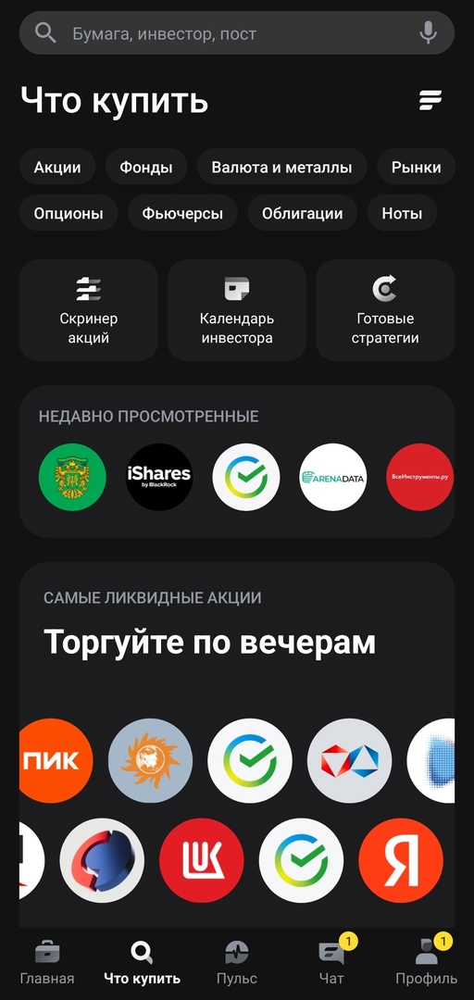 Бумага, инвестор, пост
Что купить
Акции
Фонды
Валюта и металлы
Рынки
Опционы
Фьючерсы
Облигации
Ноты
Скринер
акций
Календарь
инвестора
Готовые
стратегии
НЕДАВНО ПРОСМОТРЕННЫЕ
iShares
by BlackRock
ARENADATA
ВсеИнструменты.ру
САМЫЕ ЛИКВИДНЫЕ АКЦИИ
Торгуйте по вечерам
ПИК
LUK
Я
1
1
Главная
Что купить
Пульс
Чат
Профиль